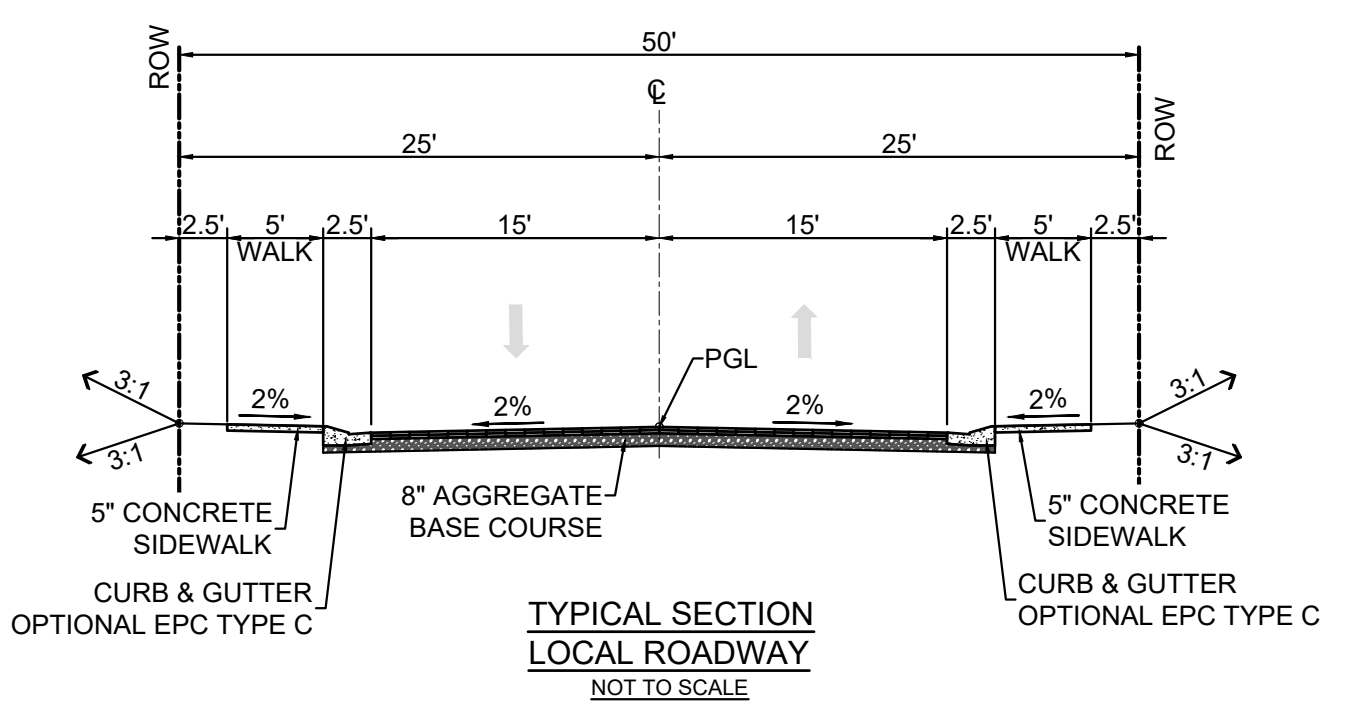 50'
ROW
ROW
℄
25'
25'
2.5'
5'
WALK
2.5'
15'
15'
2.5'
5'
WALK
2.5'
PGL
3:1
3:1
2%
2%
2%
2%
3:1
3:1
8" AGGREGATE
BASE COURSE
5" CONCRETE
SIDEWALK
5" CONCRETE
SIDEWALK
CURB & GUTTER
OPTIONAL EPC TYPE C
CURB & GUTTER
OPTIONAL EPC TYPE C
TYPICAL SECTION
LOCAL ROADWAY
NOT TO SCALE